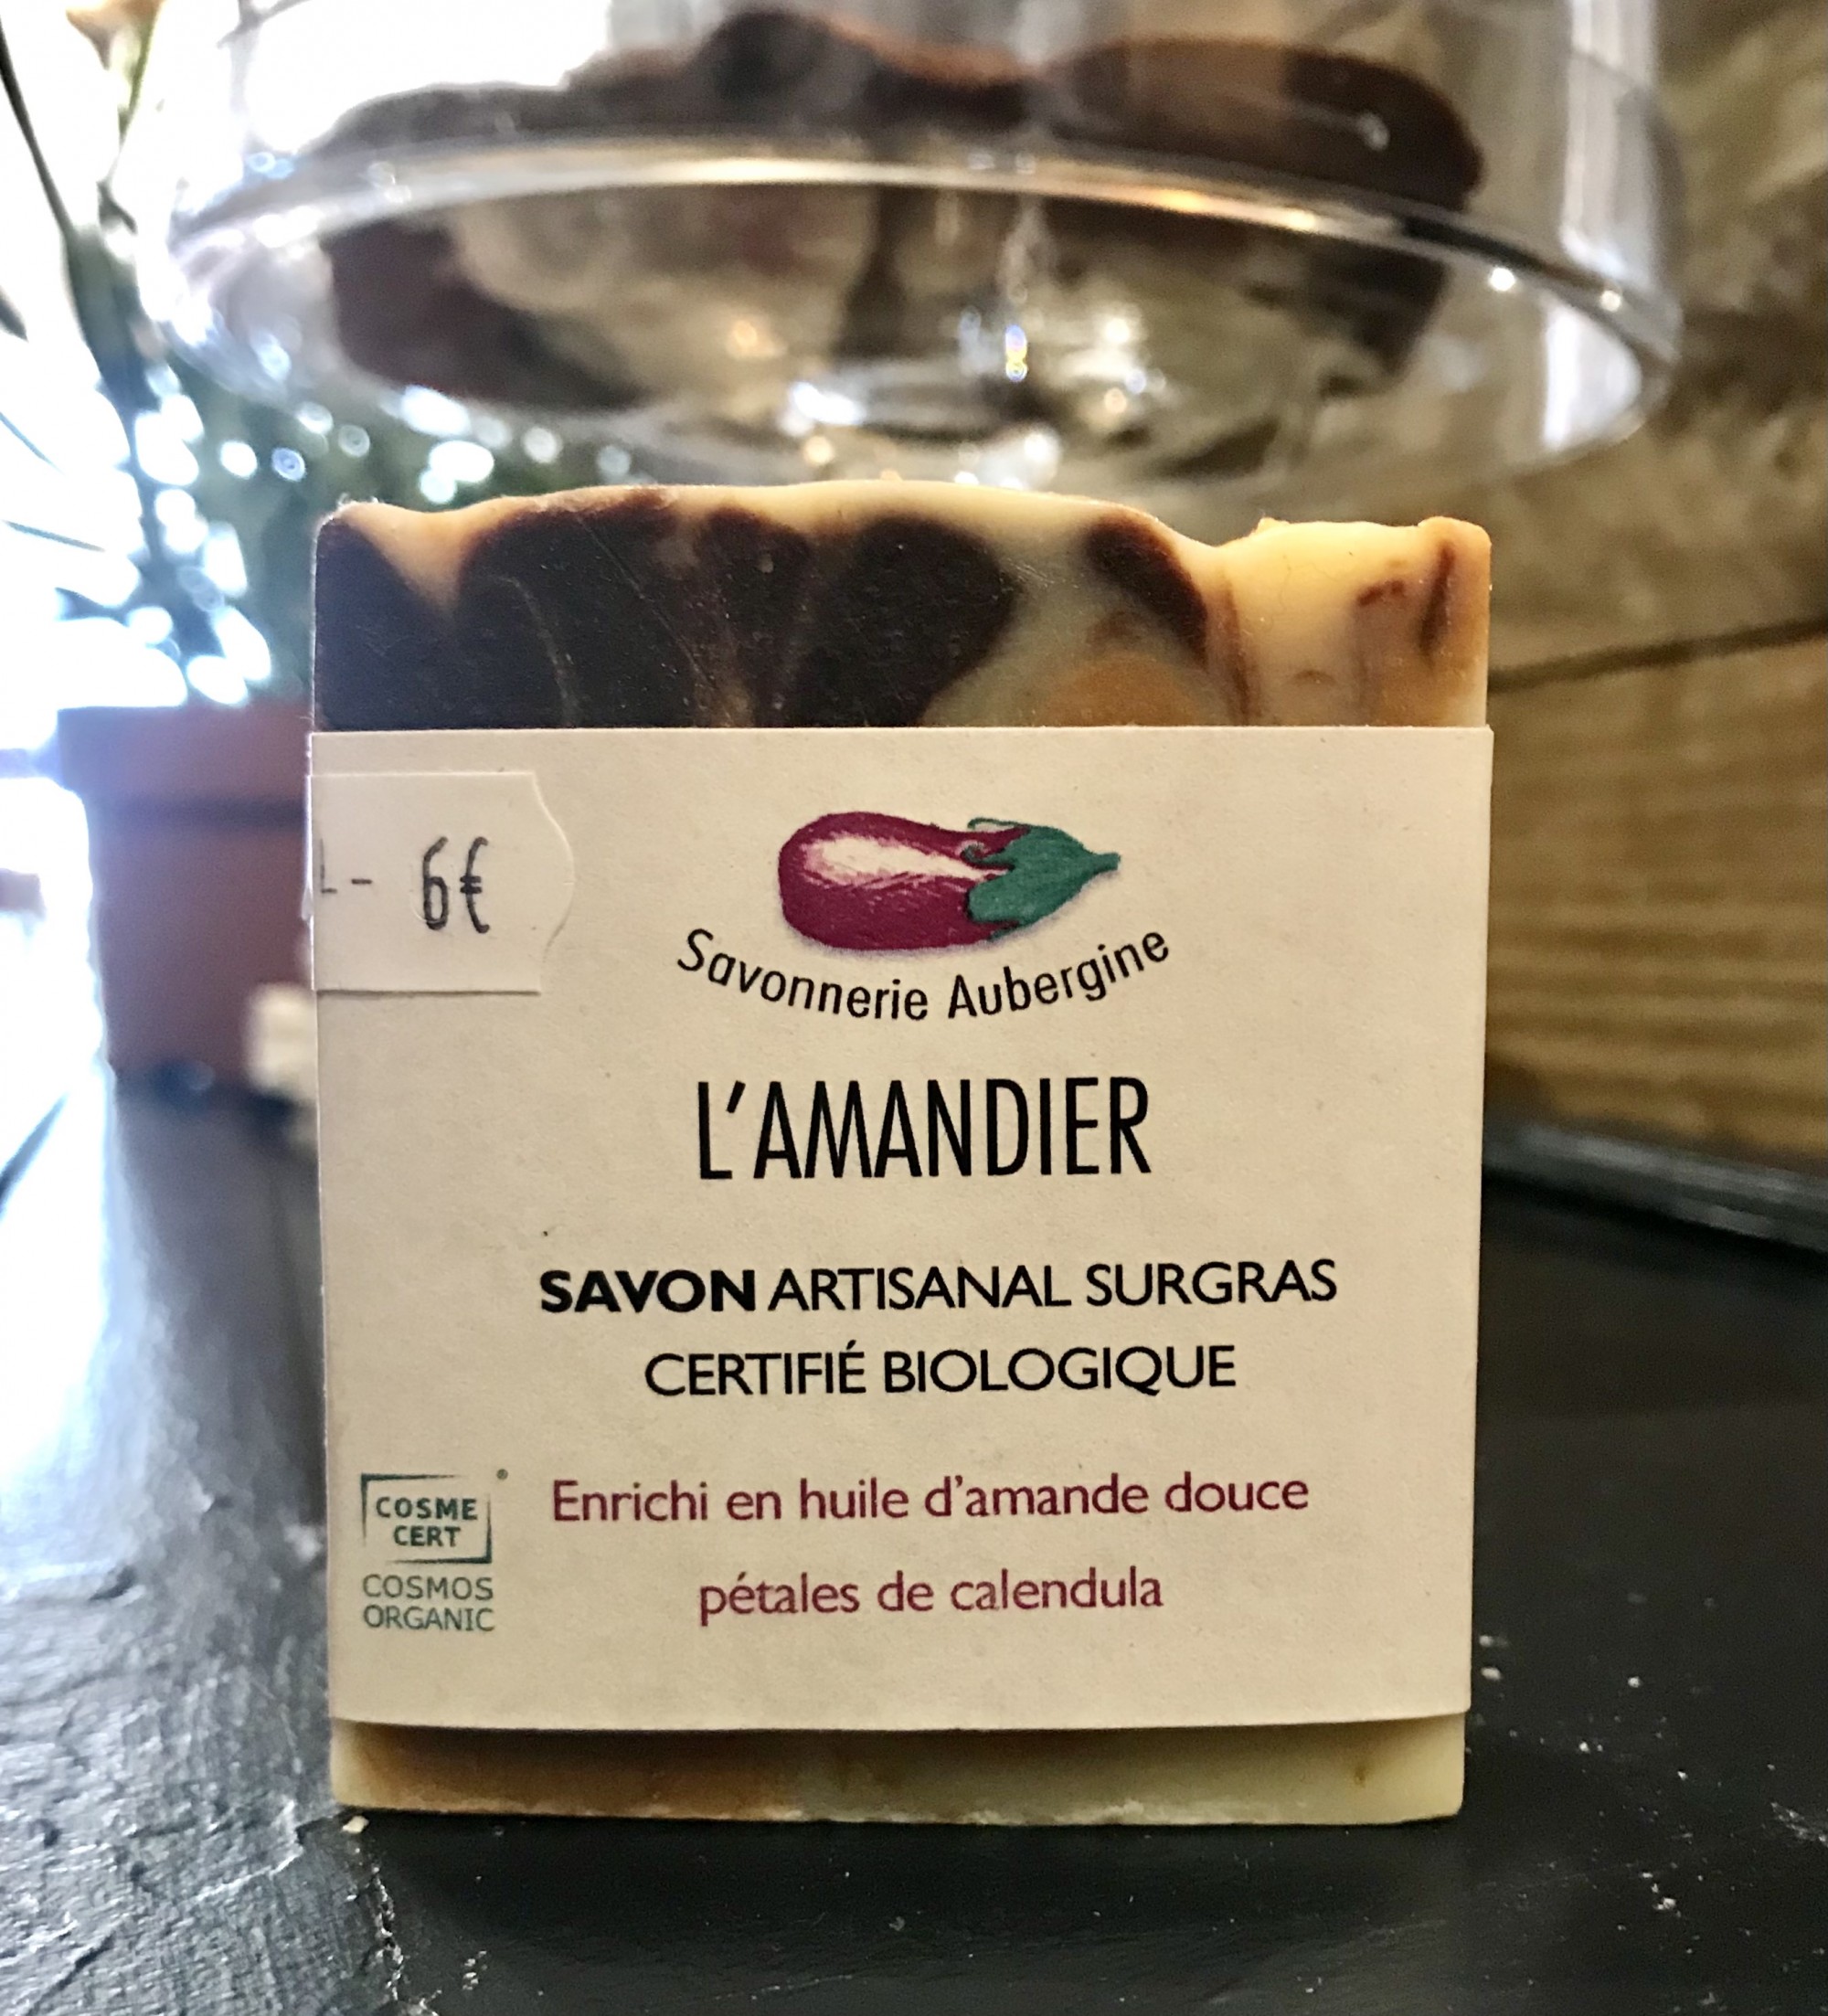 L- 6€
Savonnerie Aubergine
L'AMANDIER
SAVON ARTISANAL SURGRAS
CERTIFIÉ BIOLOGIQUE
Enrichi en huile d'amande douce
pétales de calendula
COSME
CERT
COSMOS
ORGANIC